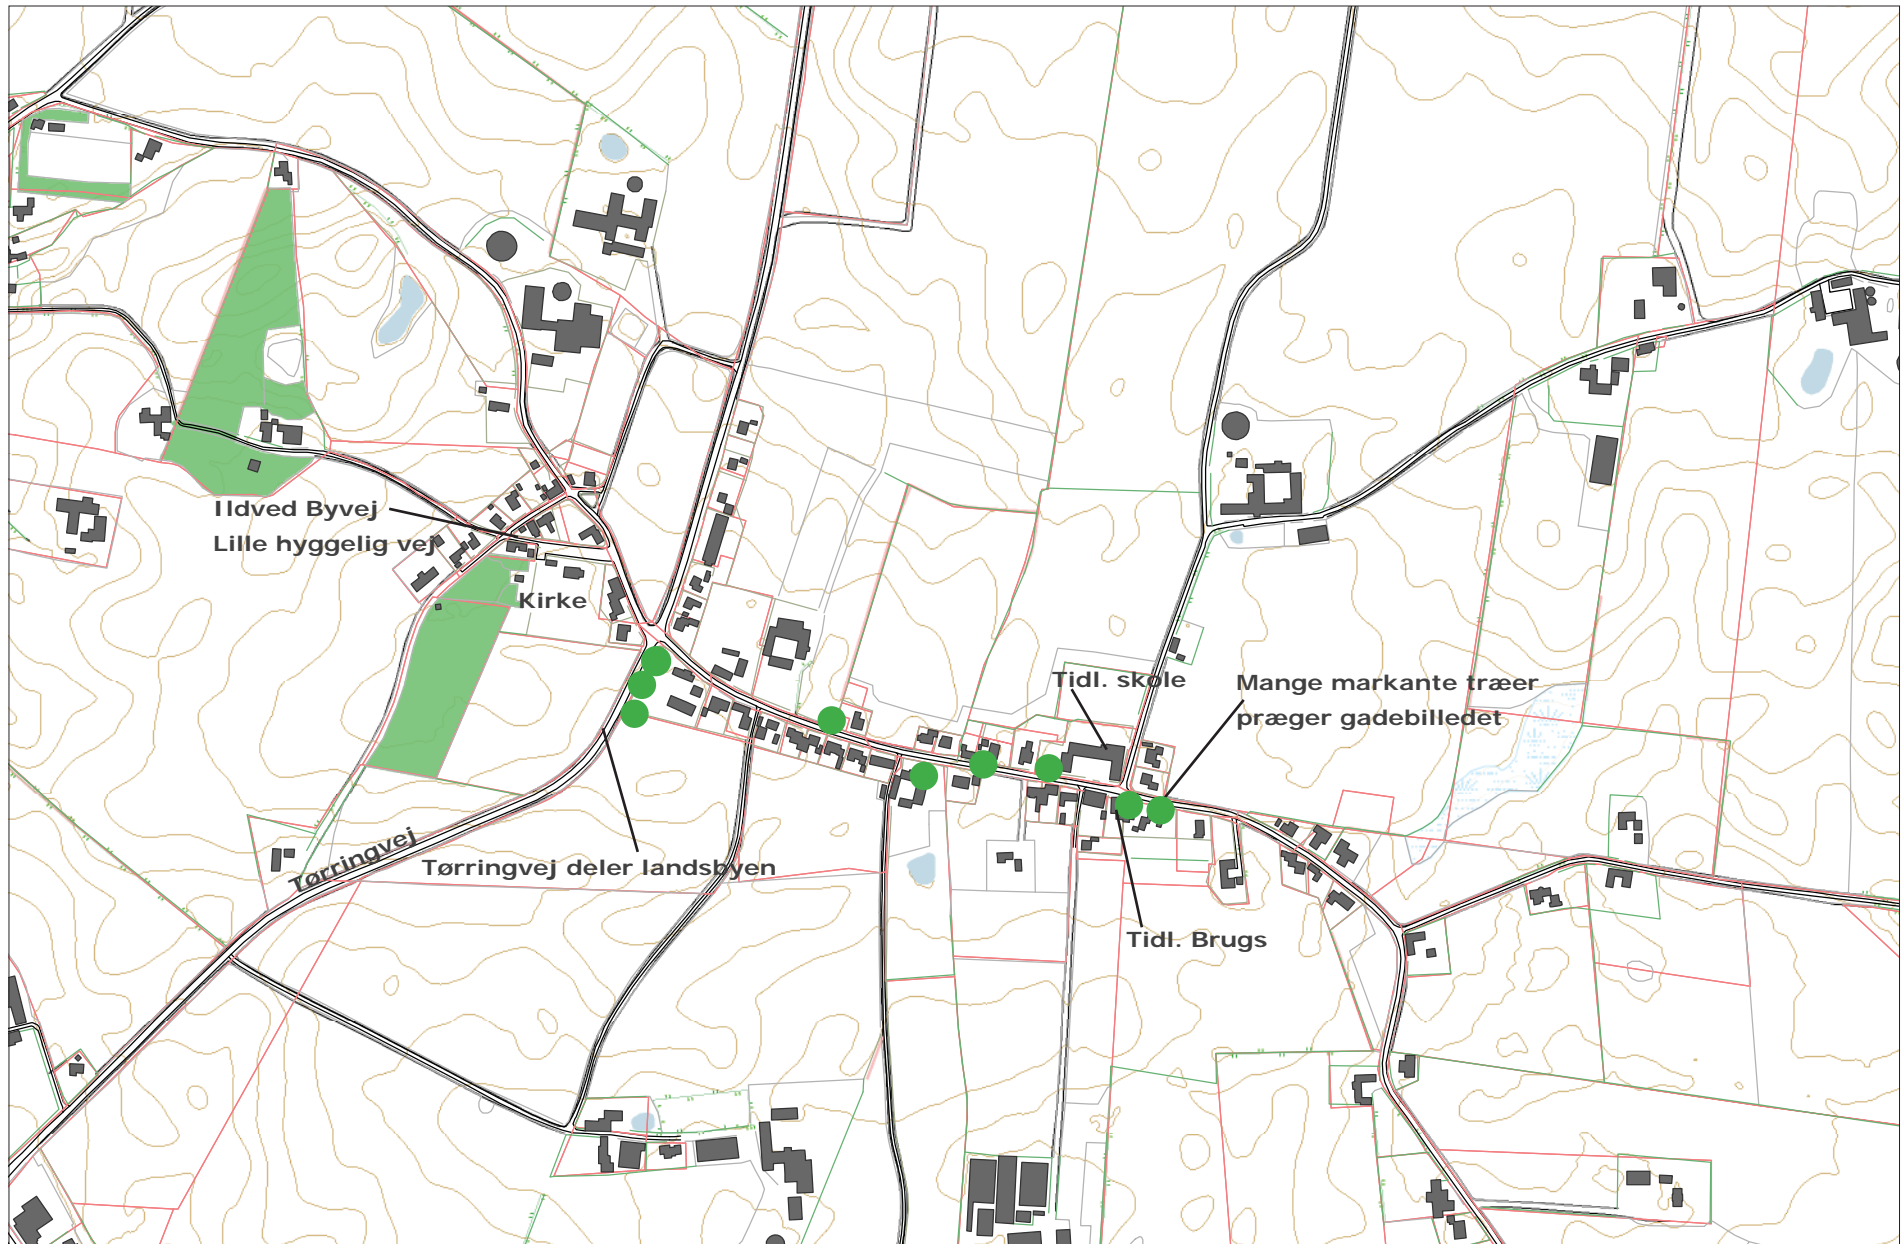 Ildved Byvej
Lille hyggelig vej
Kirke
Tidl. skole
Mange markante træer
præger gadebilledet
Tørringvej
Tørringvej deler landsbyen
Tidl. Brugs